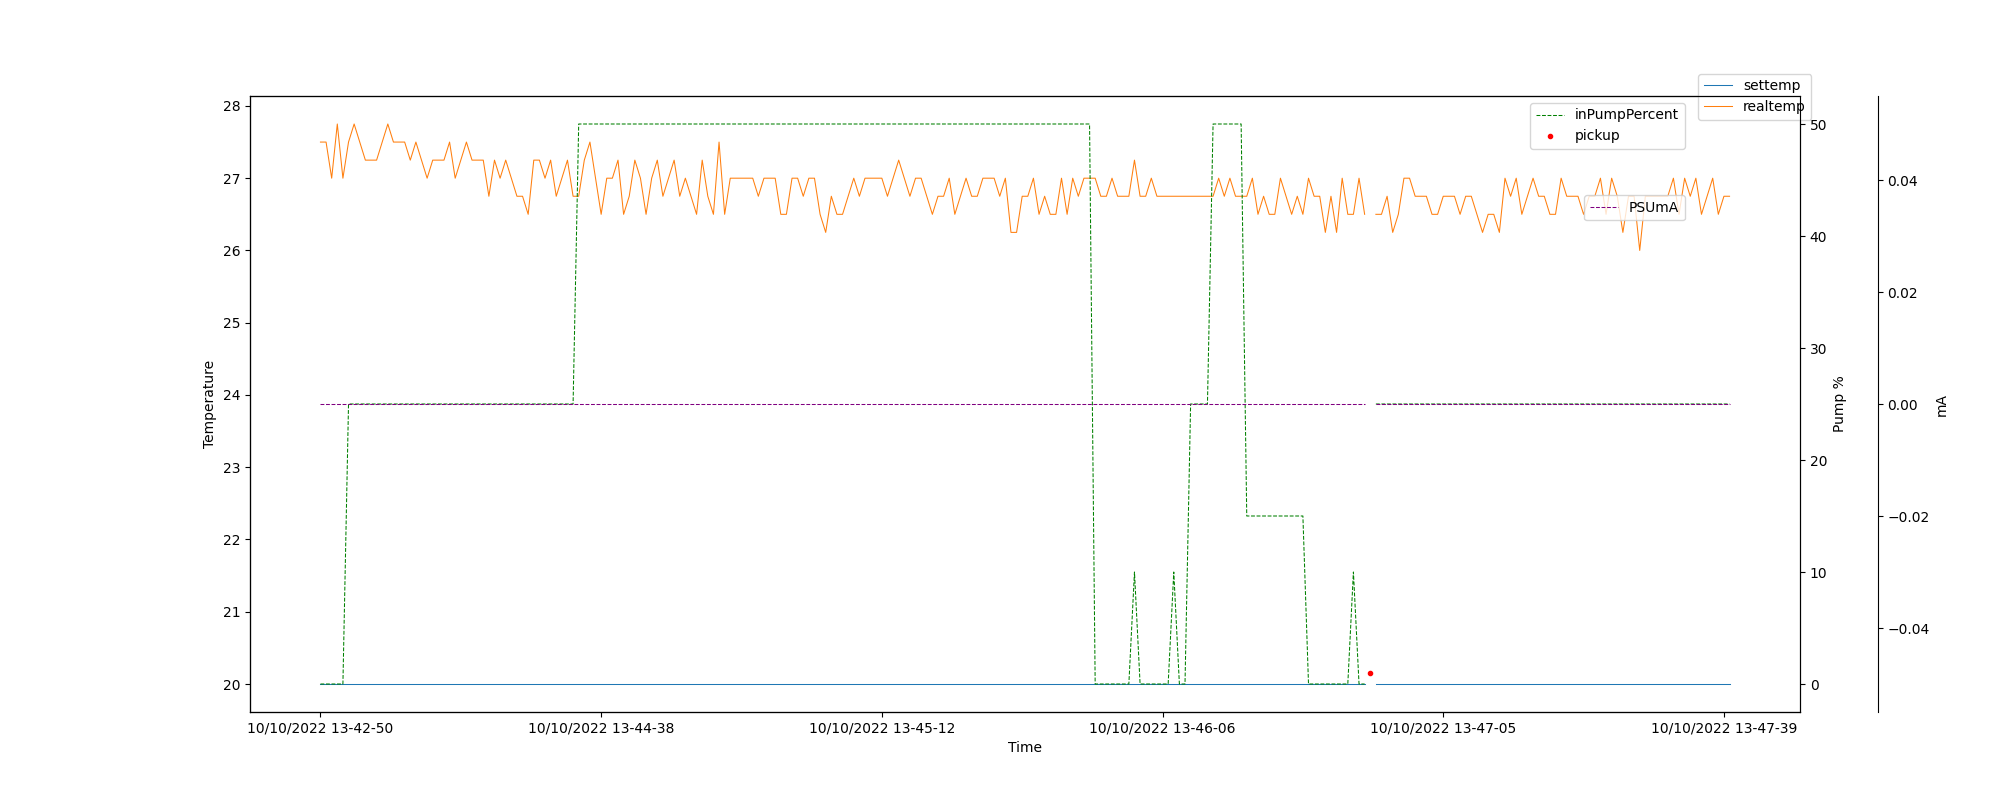 settemp
realtemp
inPumpPercent
pickup
PSUmA
28
27
26
25
24
23
22
21
20
Temperature
50
40
30
20
10
0
Pump %
0.04
0.02
0.00
−0.02
−0.04
mA
10/10/2022 13-42-50
10/10/2022 13-44-38
10/10/2022 13-45-12
10/10/2022 13-46-06
10/10/2022 13-47-05
10/10/2022 13-47-39
Time